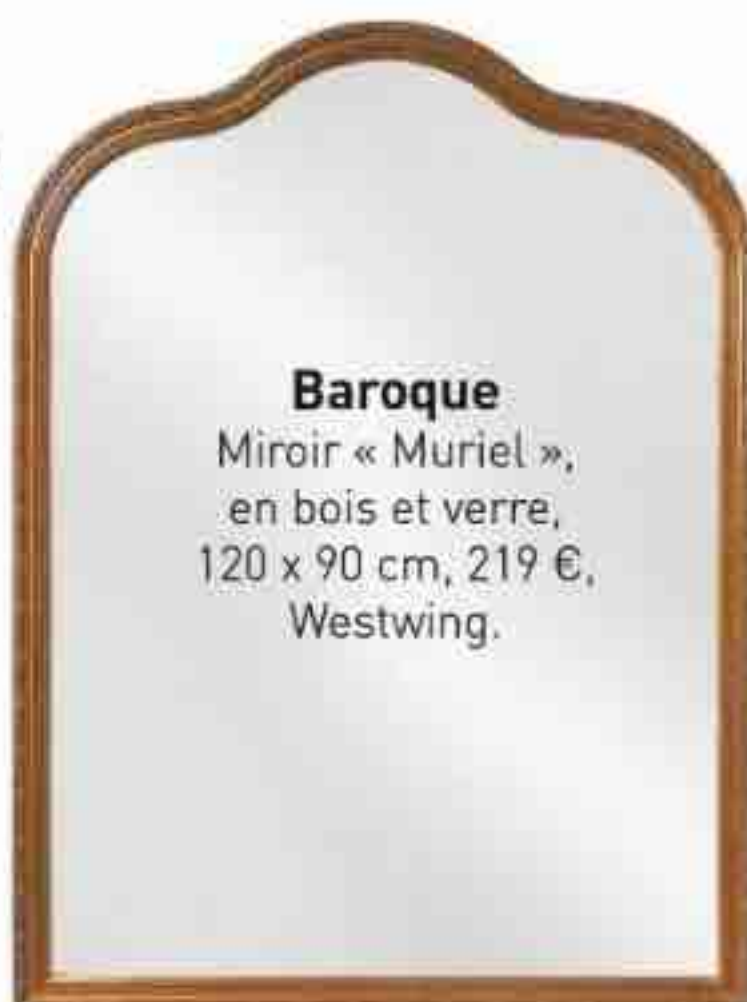 Baroque
Miroir « Muriel »,
en bois et verre,
120 x 90 cm, 219 €,
Westwing.